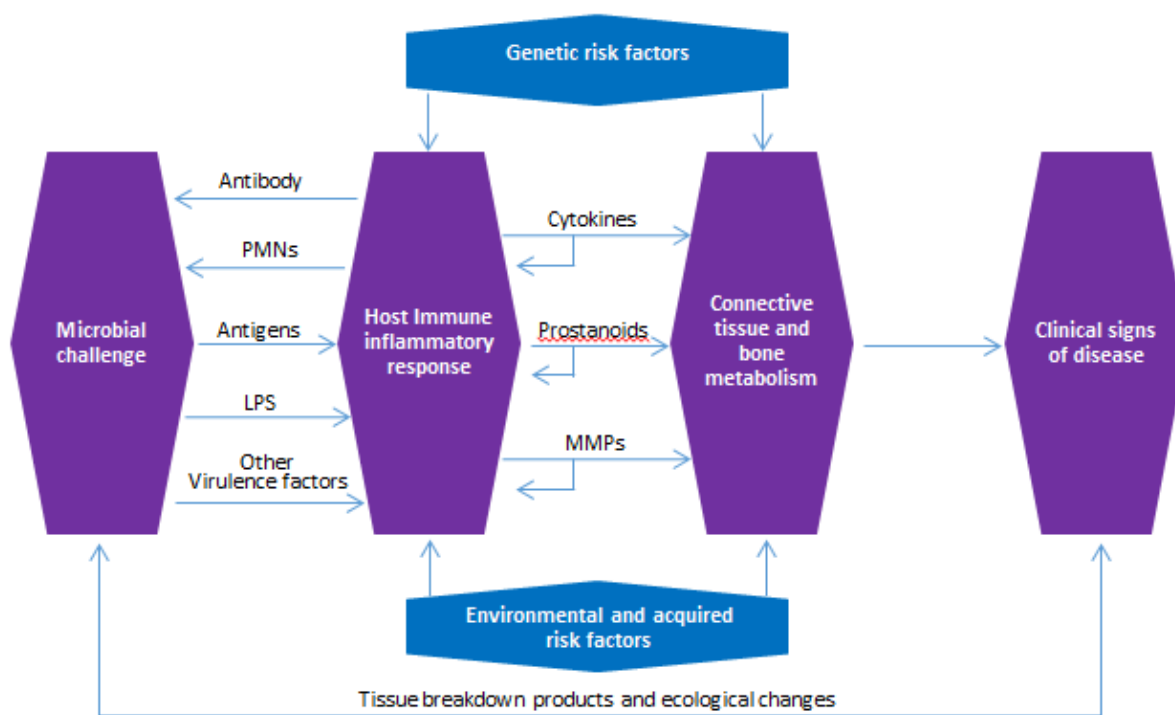 Genetic risk factors
Antibody
PMNs
Antigens
LPS
Other
Virulence factors
Microbial
challenge
Host Immune
inflammatory
response
Cytokines
Prostanoids
MMPs
Connective
tissue and
bone
metabolism
Clinical signs
of disease
Environmental and acquired
risk factors
Tissue breakdown products and ecological changes